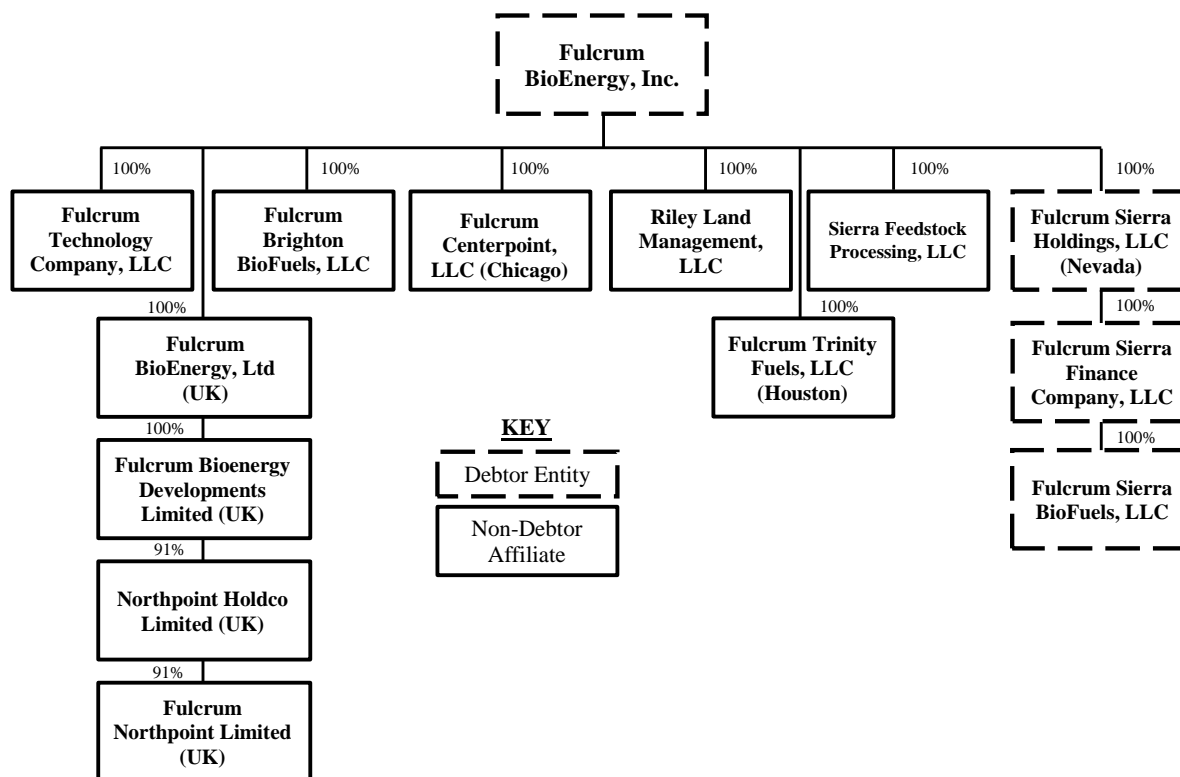 Fulcrum
BioEnergy, Inc.
100%
100%
100%
100%
100%
100%
Fulcrum
Technology
Company, LLC
Fulcrum
Brighton
BioFuels, LLC
Fulcrum
Centerpoint,
LLC (Chicago)
Riley Land
Management,
LLC
Sierra Feedstock
Processing, LLC
Fulcrum Sierra
Holdings, LLC
(Nevada)
100%
100%
100%
Fulcrum
BioEnergy, Ltd
(UK)
Fulcrum Trinity
Fuels, LLC
(Houston)
Fulcrum Sierra
Finance
Company, LLC
100%
KEY
100%
Fulcrum Bioenergy
Developments
Limited (UK)
Debtor Entity
Fulcrum Sierra
BioFuels, LLC
Non-Debtor
Affiliate
91%
Northpoint Holdco
Limited (UK)
91%
Fulcrum
Northpoint Limited
(UK)